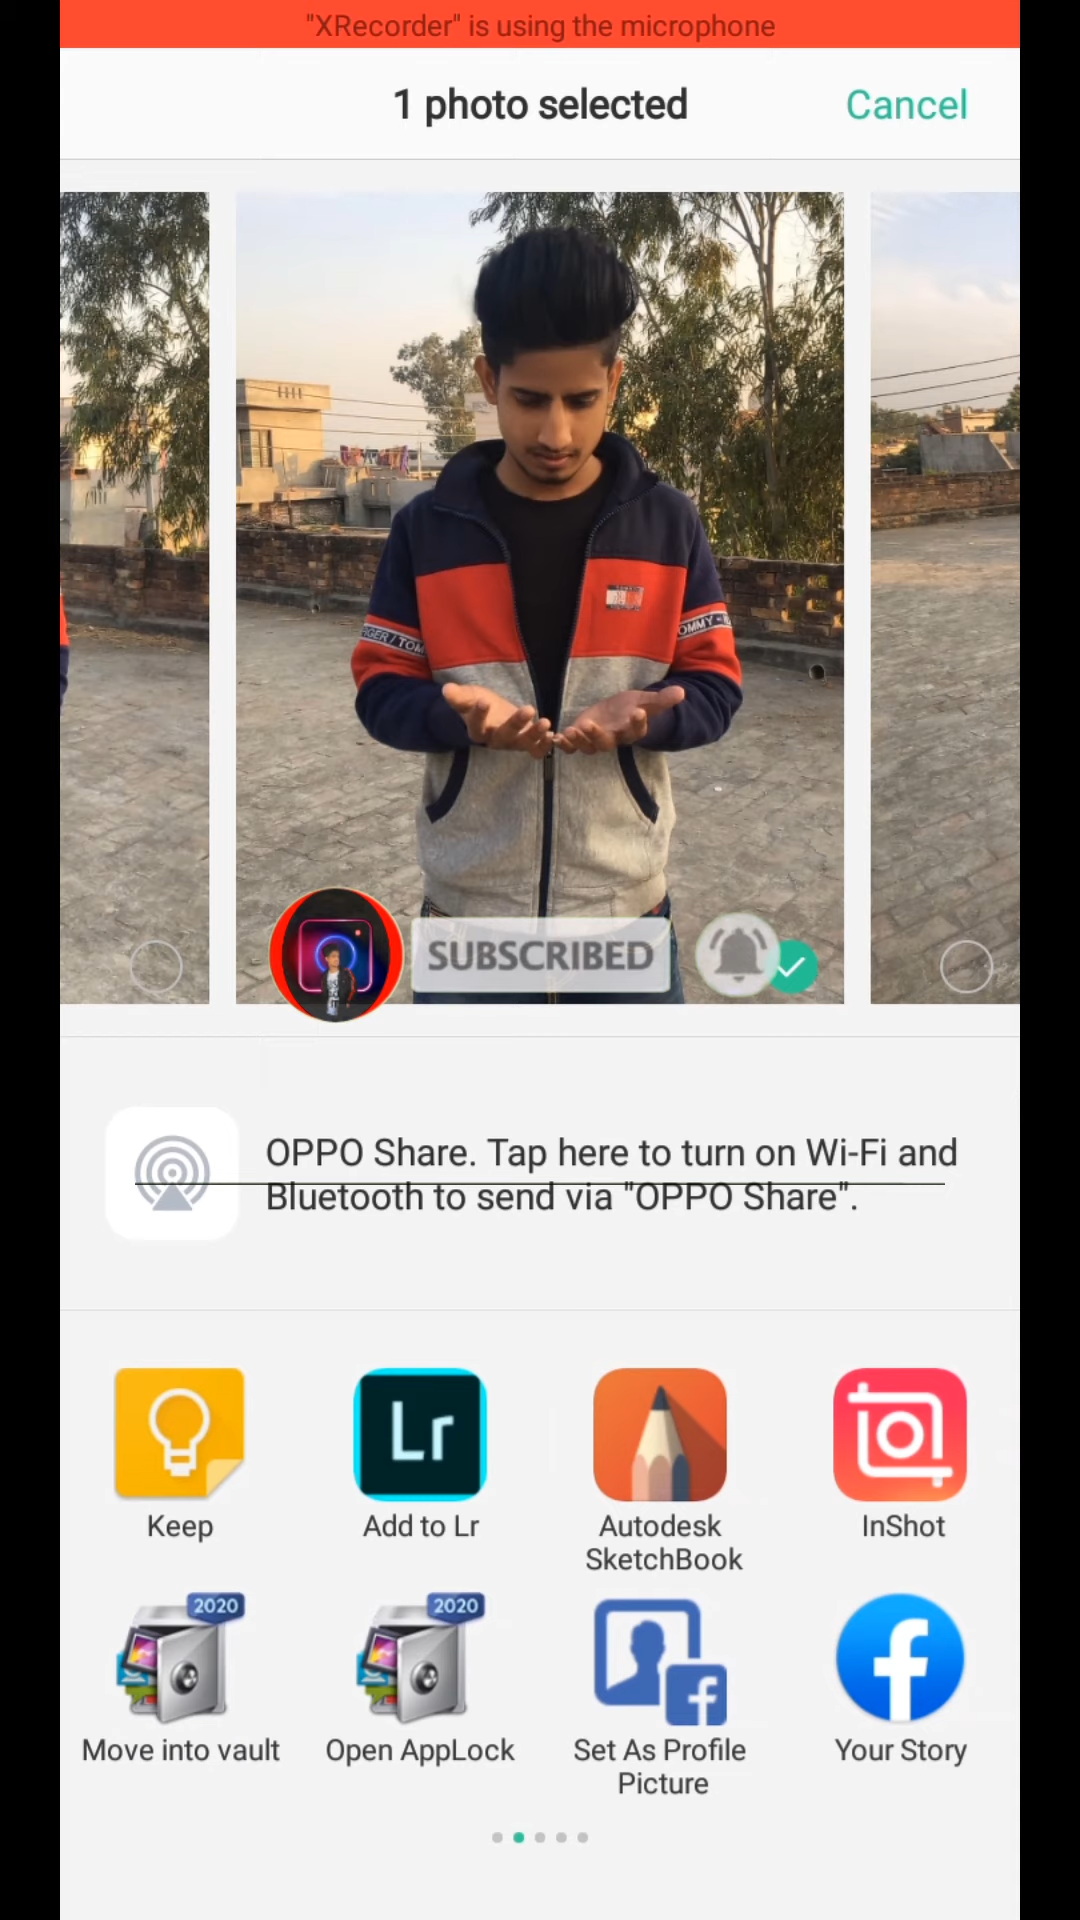 "XRecorder" is using the microphone
1 photo selected
Cancel
TOMMY
SUBSCRIBED
OPPO Share. Tap here to turn on Wi-Fi and
Bluetooth to send via "OPPO Share".
Lr
Keep
Add to Lr
Autodesk
SketchBook
InShot
2020
2020
Move into vault
Open AppLock
Set As Profile
Picture
Your Story